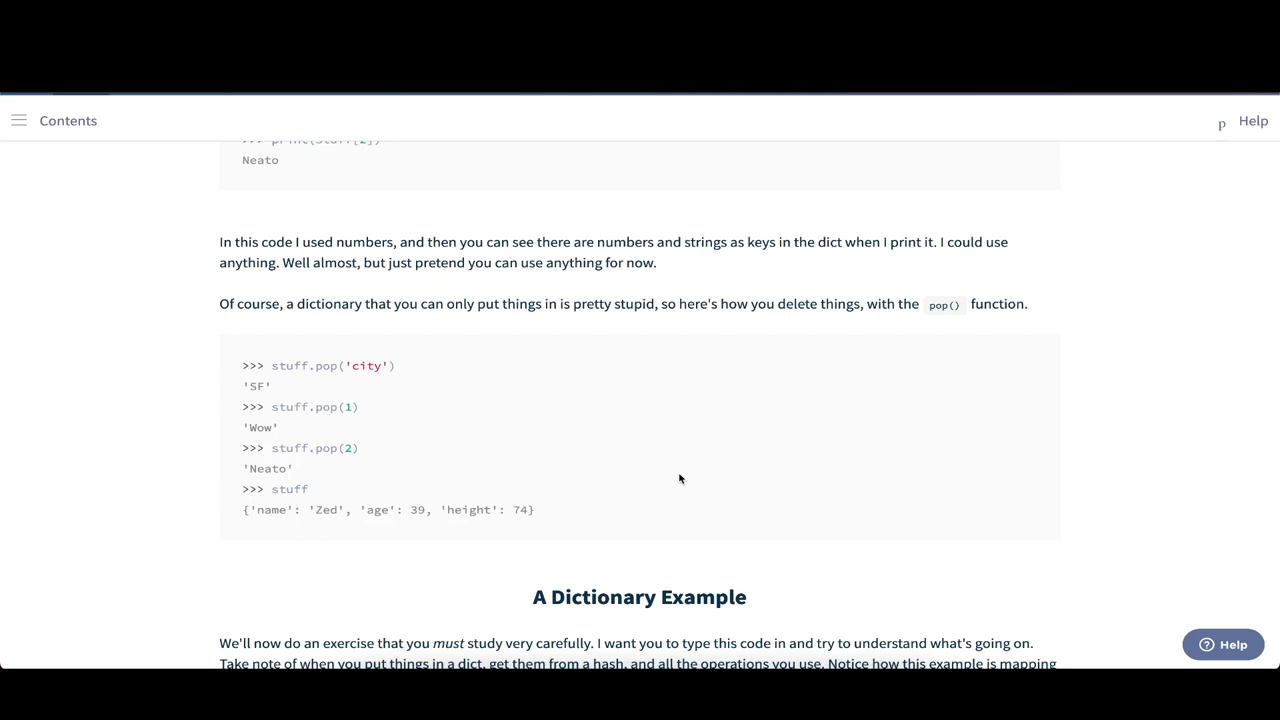 Contents
p Help
>>> print(stuff[2])
Neato
In this code I used numbers, and then you can see there are numbers and strings as keys in the dict when I print it. I could use
anything. Well almost, but just pretend you can use anything for now.
Of course, a dictionary that you can only put things in is pretty stupid, so here's how you delete things, with the pop() function.
>>> stuff.pop('city')
'SF'
>>> stuff.pop(1)
'Wow'
>>> stuff.pop(2)
'Neato'
>>> stuff
{'name': 'Zed', 'age': 39, 'height': 74}
A Dictionary Example
We'll now do an exercise that you must study very carefully. I want you to type this code in and try to understand what's going on.
Take note of when you put things in a dict, get them from a hash, and all the operations you use. Notice how this example is mapping
Help